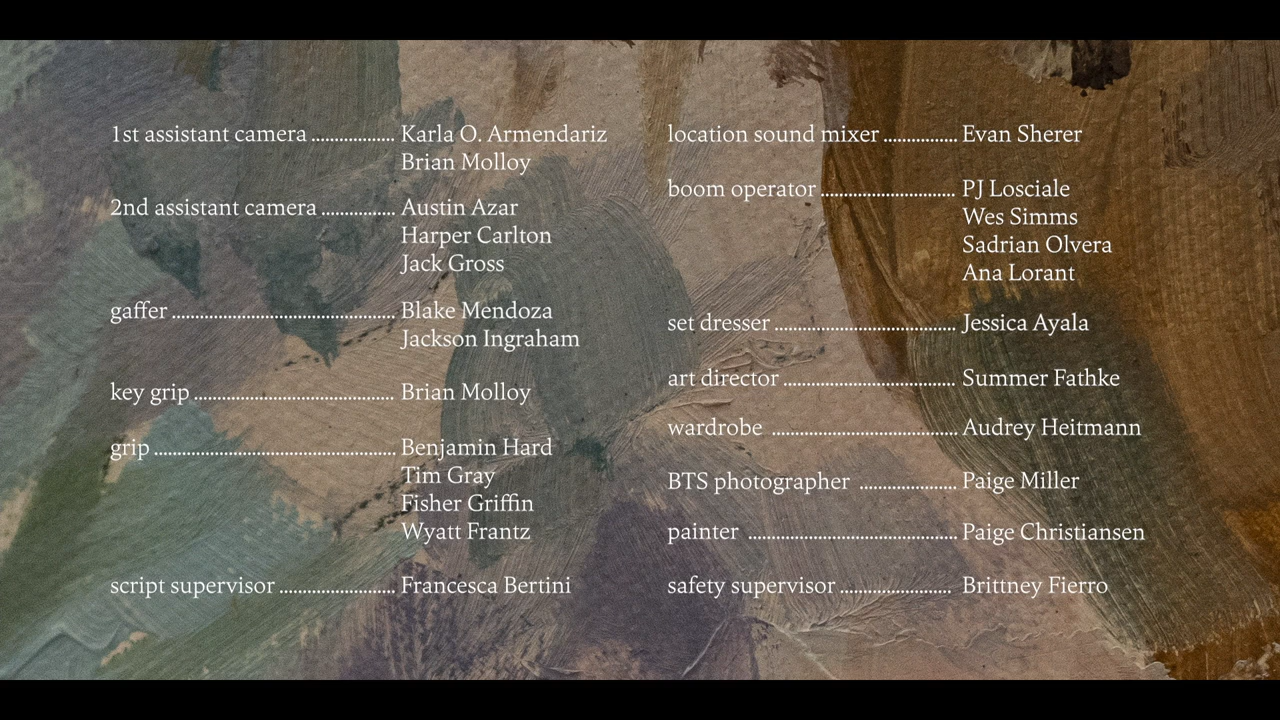 1st assistant camera .................. Karla O. Armendariz
Brian Molloy
2nd assistant camera ................ Austin Azar
Harper Carlton
Jack Gross
gaffer ................................................ Blake Mendoza
Jackson Ingraham
key grip ........................................... Brian Molloy
grip .................................................... Benjamin Hard
Tim Gray
Fisher Griffin
Wyatt Frantz
script supervisor ......................... Francesca Bertini
location sound mixer ................ Evan Sherer
boom operator ............................. PJ Losciale
Wes Simms
Sadrian Olvera
Ana Lorant
set dresser ....................................... Jessica Ayala
art director ..................................... Summer Fathke
wardrobe ........................................ Audrey Heitmann
BTS photographer ..................... Paige Miller
painter ............................................. Paige Christiansen
safety supervisor ........................ Brittney Fierro